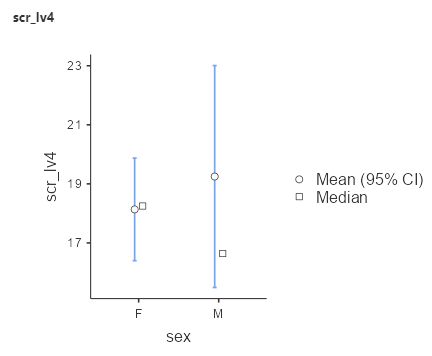 scr_lv4
23
21
19
17
scr_lv4
F
M
sex
Mean (95% CI)
Median